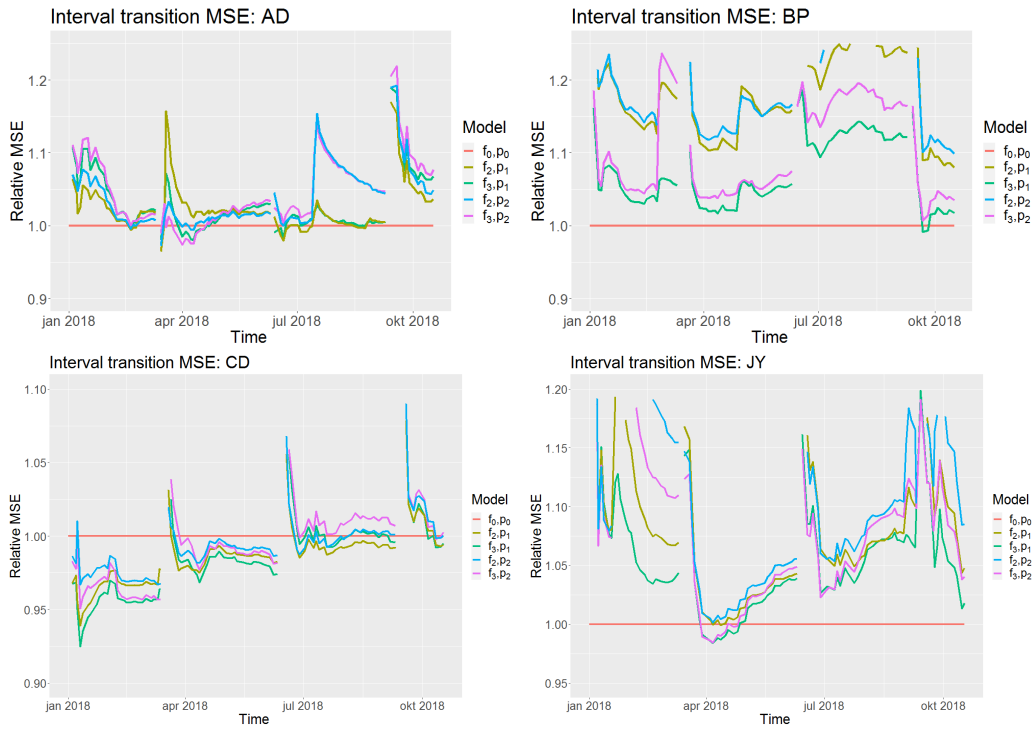 Interval transition MSE: AD
Relative MSE
1.2
1.1
1.0
0.9
jan 2018
apr 2018
jul 2018
okt 2018
Time
Model
f₀,p₀
f₂,p₁
f₃,p₁
f₂,p₂
f₃,p₂
Interval transition MSE: BP
Relative MSE
1.2
1.1
1.0
0.9
jan 2018
apr 2018
jul 2018
okt 2018
Time
Model
f₀,p₀
f₂,p₁
f₃,p₁
f₂,p₂
f₃,p₂
Interval transition MSE: CD
Relative MSE
1.10
1.05
1.00
0.95
0.90
jan 2018
apr 2018
jul 2018
okt 2018
Time
Model
f₀,p₀
f₂,p₁
f₃,p₁
f₂,p₂
f₃,p₂
Interval transition MSE: JY
Relative MSE
1.20
1.15
1.10
1.05
1.00
0.95
jan 2018
apr 2018
jul 2018
okt 2018
Time
Model
f₀,p₀
f₂,p₁
f₃,p₁
f₂,p₂
f₃,p₂